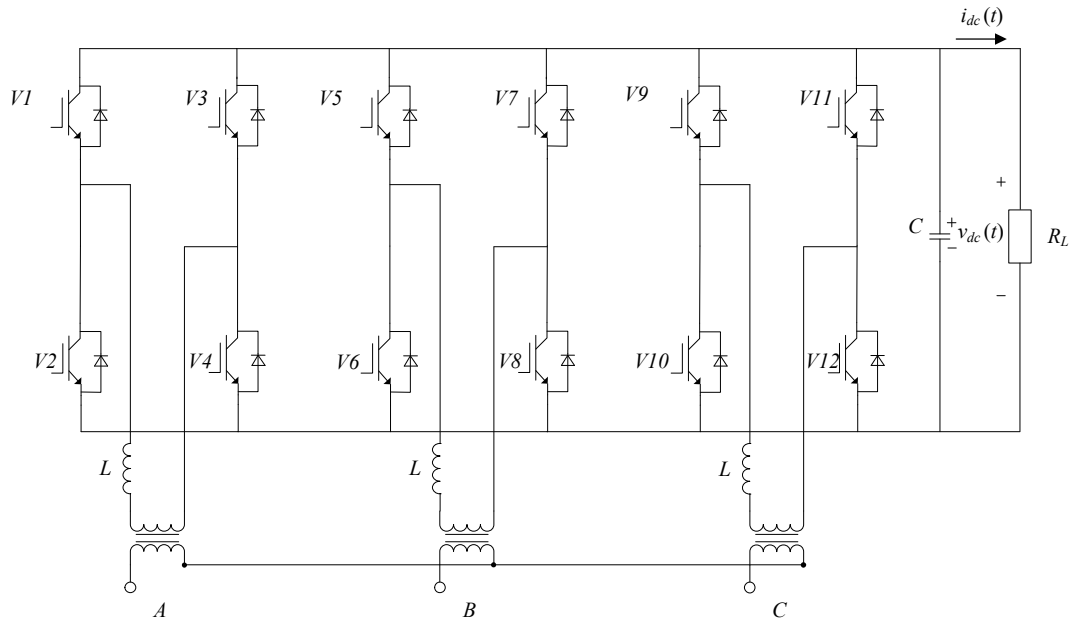 i_dc(t)
V1 V3 V5 V7 V9 V11
+
C + v_dc(t) R_L
−
−
V2 V4 V6 V8 V10 V12
L L L
A B C